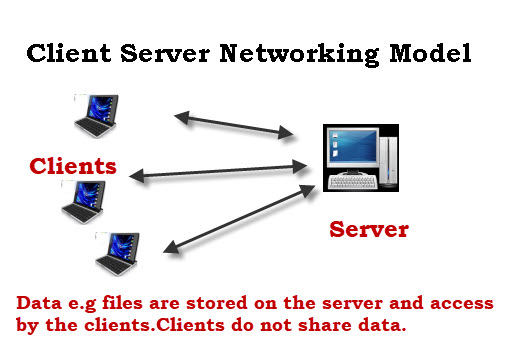 Client Server Networking Model
Clients
Server
Data e.g files are stored on the server and access
by the clients.Clients do not share data.